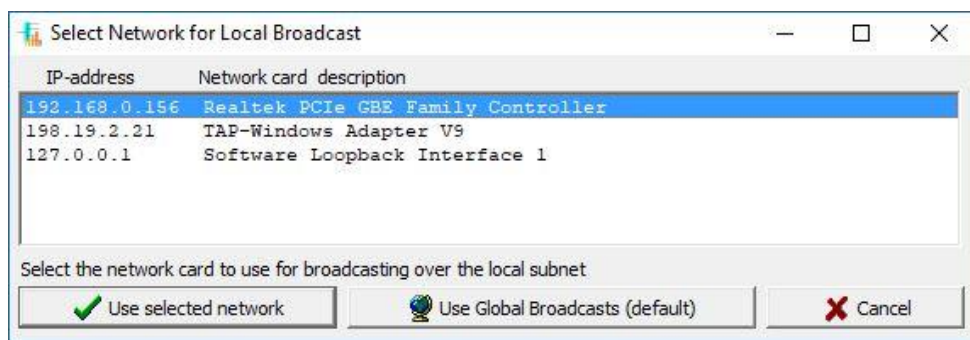 Select Network for Local Broadcast
IP-address Network card description
192.168.0.156 Realtek PCIe GBE Family Controller
198.19.2.21 TAP-Windows Adapter V9
127.0.0.1 Software Loopback Interface 1
Select the network card to use for broadcasting over the local subnet
Use selected network Use Global Broadcasts (default) Cancel